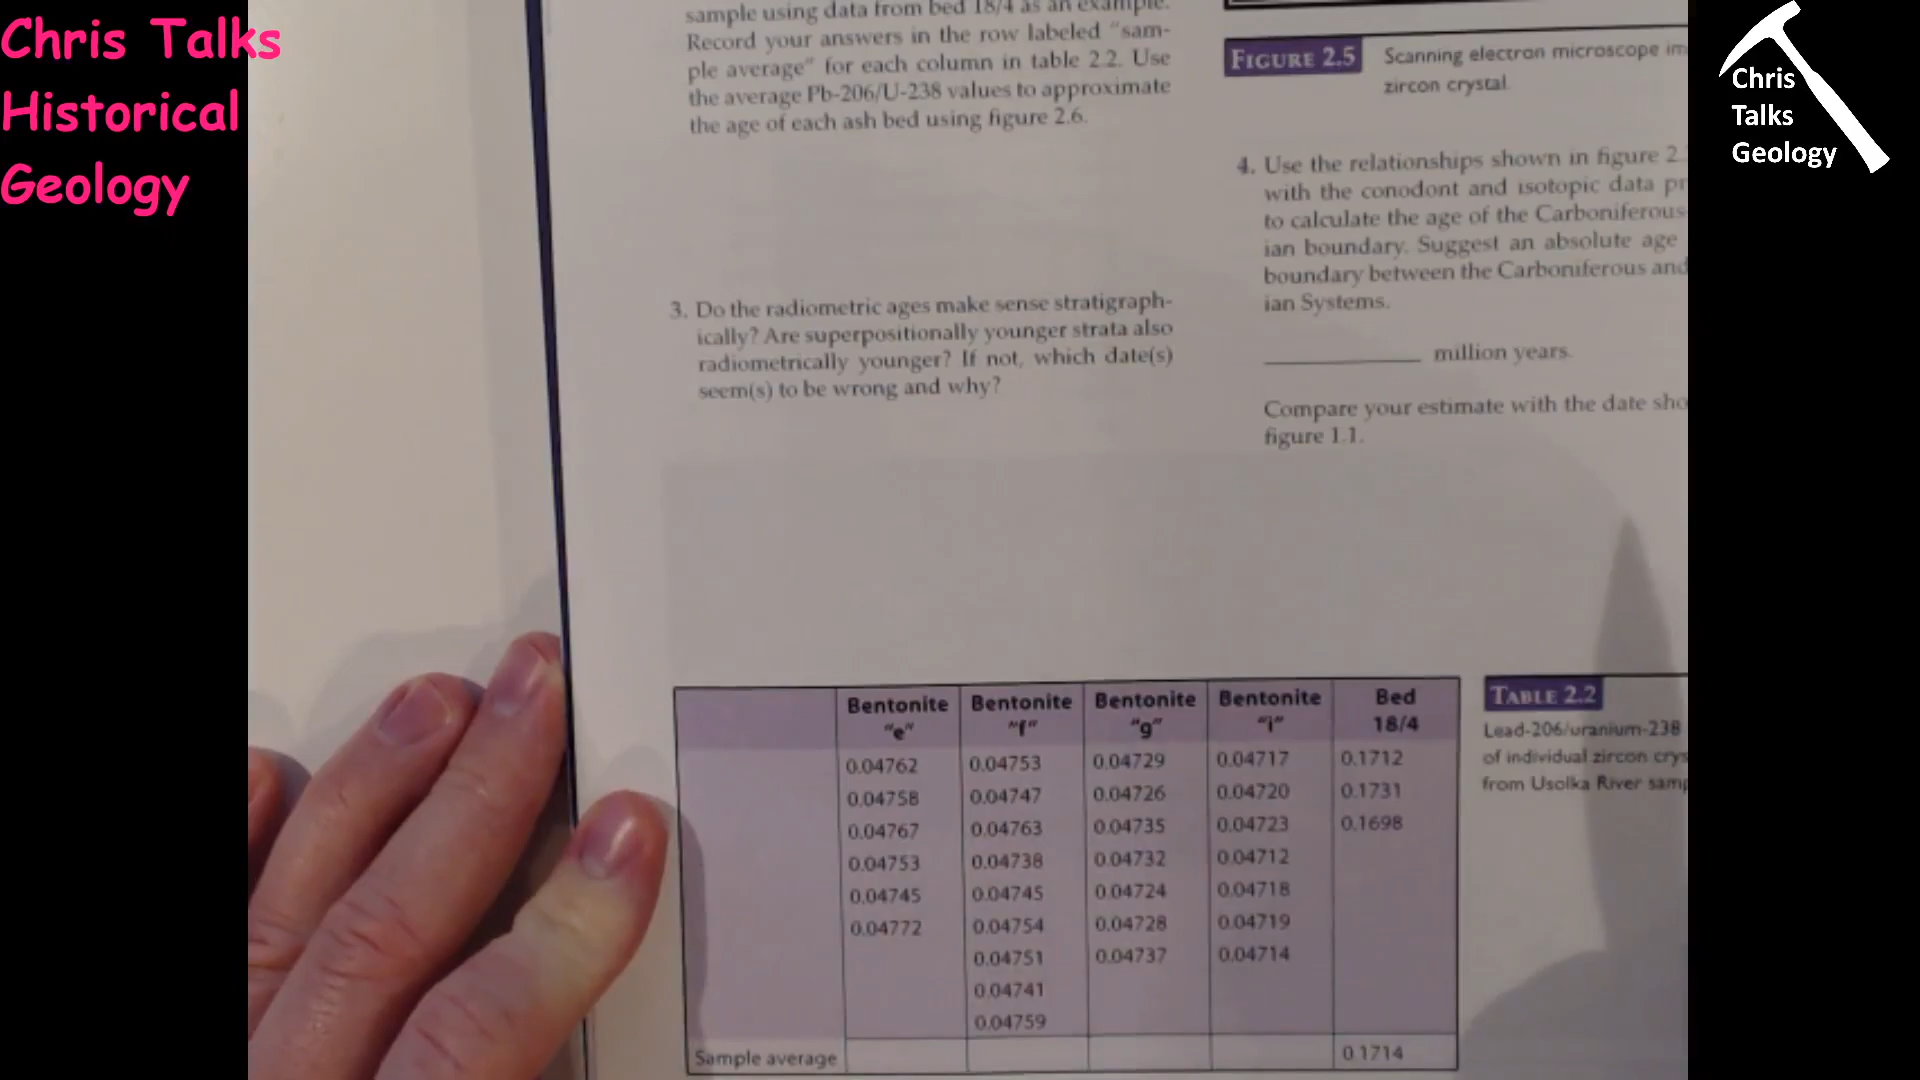 Chris Talks
Historical
Geology
Chris
Talks
Geology
sample using data from bed 18/4 as an example.
Record your answers in the row labeled "sam-
ple average" for each column in table 2.2. Use
the average Pb-206/U-238 values to approximate
the age of each ash bed using figure 2.6.
3. Do the radiometric ages make sense stratigraph-
ically? Are superpositionally younger strata also
radiometrically younger? If not, which date(s)
seem(s) to be wrong and why?
FIGURE 2.5 Scanning electron microscope im
zircon crystal.
4. Use the relationships shown in figure 2.
with the conodont and isotopic data pr
to calculate the age of the Carboniferous-
ian boundary. Suggest an absolute age
boundary between the Carboniferous and
ian Systems.
million years.
Compare your estimate with the date sho
figure 1.1.
Bentonite "e" Bentonite "f" Bentonite "g" Bentonite "i" Bed 18/4
0.04762 0.04753 0.04729 0.04717 0.1712
0.04758 0.04747 0.04726 0.04720 0.1731
0.04767 0.04763 0.04735 0.04723 0.1698
0.04753 0.04738 0.04732 0.04712
0.04745 0.04745 0.04724 0.04718
0.04772 0.04754 0.04728 0.04719
0.04751 0.04737 0.04714
0.04741
0.04759
Sample average 0.1714
TABLE 2.2
Lead-206/uranium-238
of individual zircon crys
from Usolka River samp